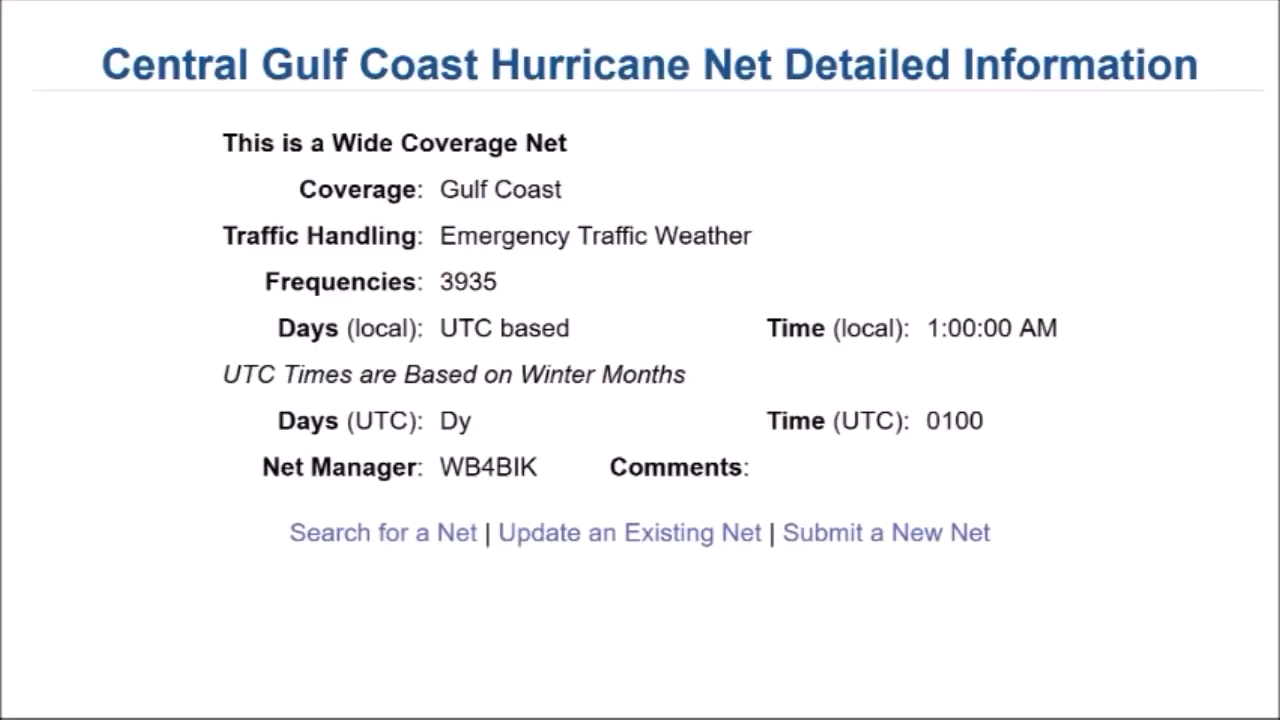 Central Gulf Coast Hurricane Net Detailed Information
This is a Wide Coverage Net
Coverage: Gulf Coast
Traffic Handling: Emergency Traffic Weather
Frequencies: 3935
Days (local): UTC based Time (local): 1:00:00 AM
UTC Times are Based on Winter Months
Days (UTC): Dy Time (UTC): 0100
Net Manager: WB4BIK Comments:
Search for a Net | Update an Existing Net | Submit a New Net